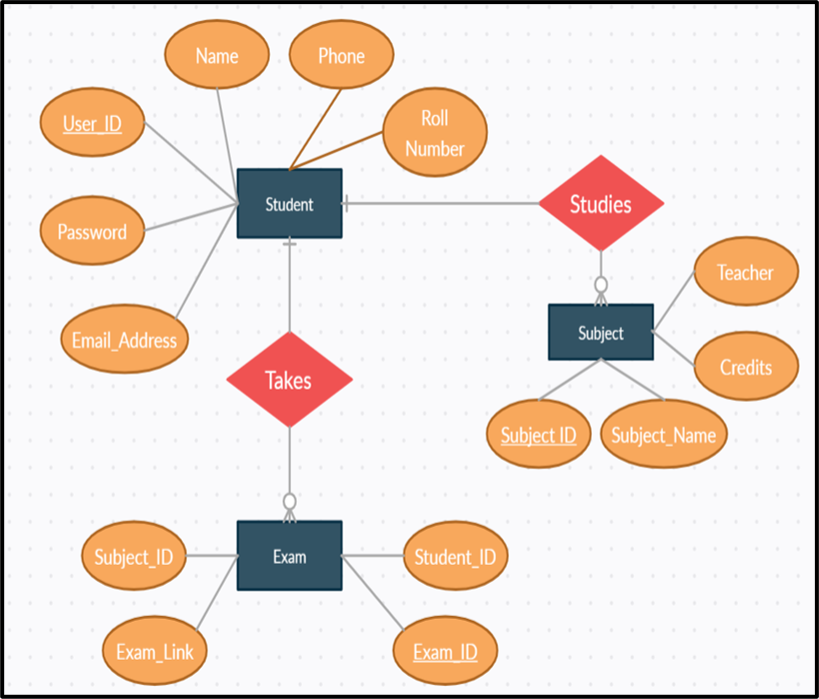 Name
Phone
User_ID
Roll
Number
Student
Studies
Password
Teacher
Email_Address
Subject
Takes
Credits
Subject ID
Subject_Name
Subject_ID
Exam
Student_ID
Exam_Link
Exam_ID